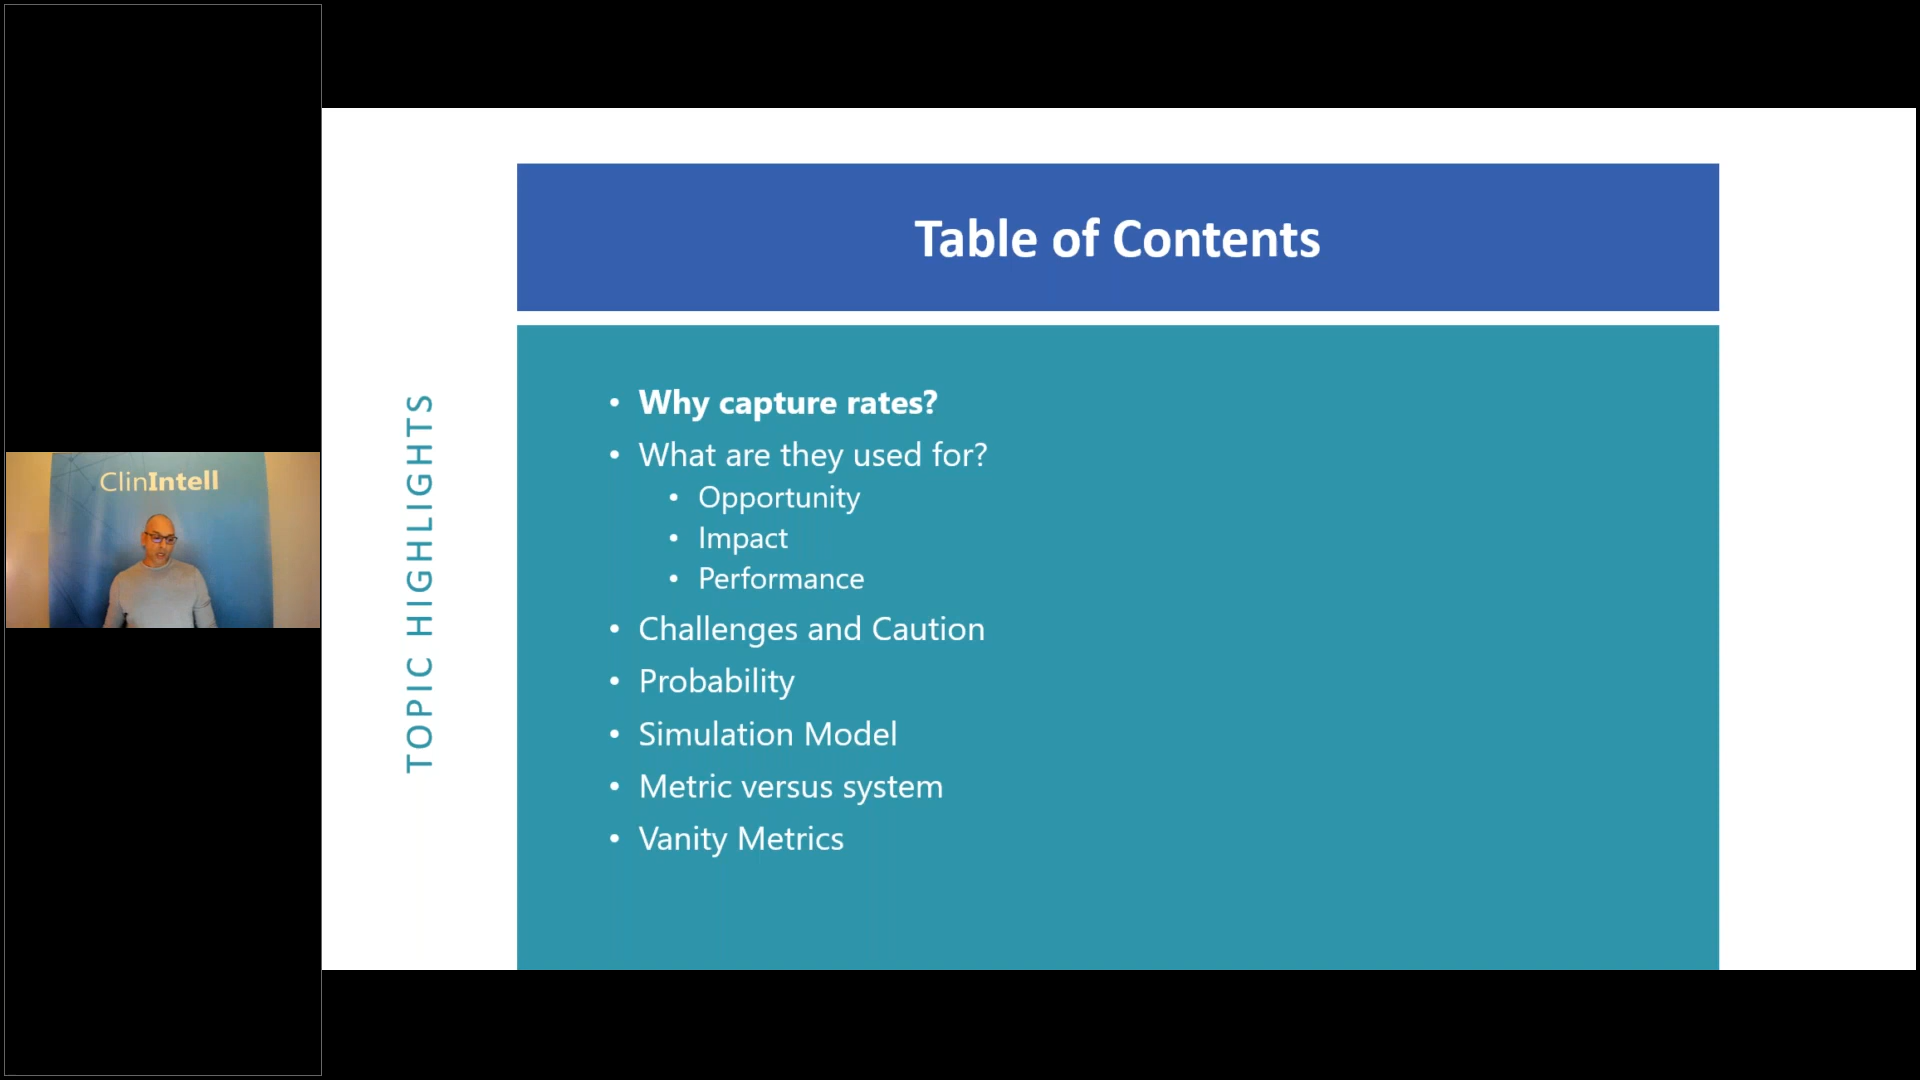 ClinIntell
TOPIC HIGHLIGHTS
Table of Contents
• Why capture rates?
• What are they used for?
• Opportunity
• Impact
• Performance
• Challenges and Caution
• Probability
• Simulation Model
• Metric versus system
• Vanity Metrics